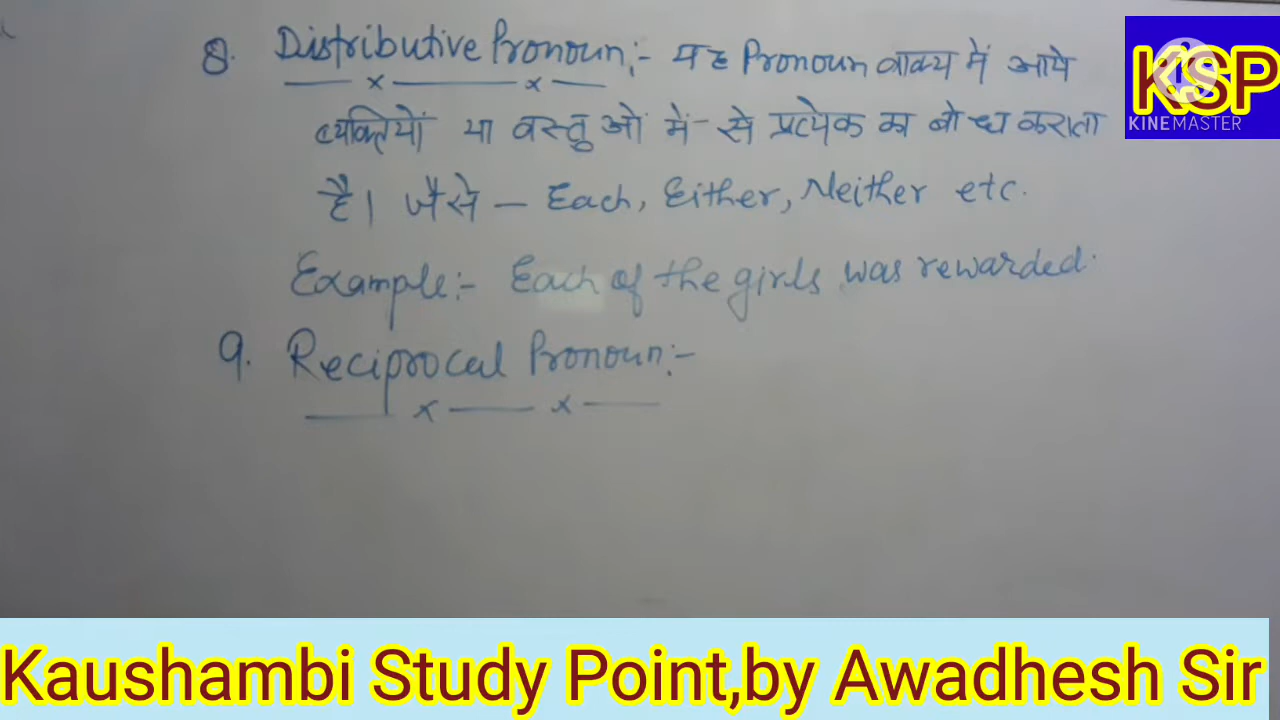 8. Distributive Pronoun:- यह Pronoun वाक्य में आये
व्यक्तियों या वस्तुओं में से प्रत्येक का बोध कराता
है। जैसे - Each, Either, Neither etc.
Example:- Each of the girls was rewarded.
9. Reciprocal Pronoun:-
KSP
KINEMASTER
Kaushambi Study Point,by Awadhesh Sir